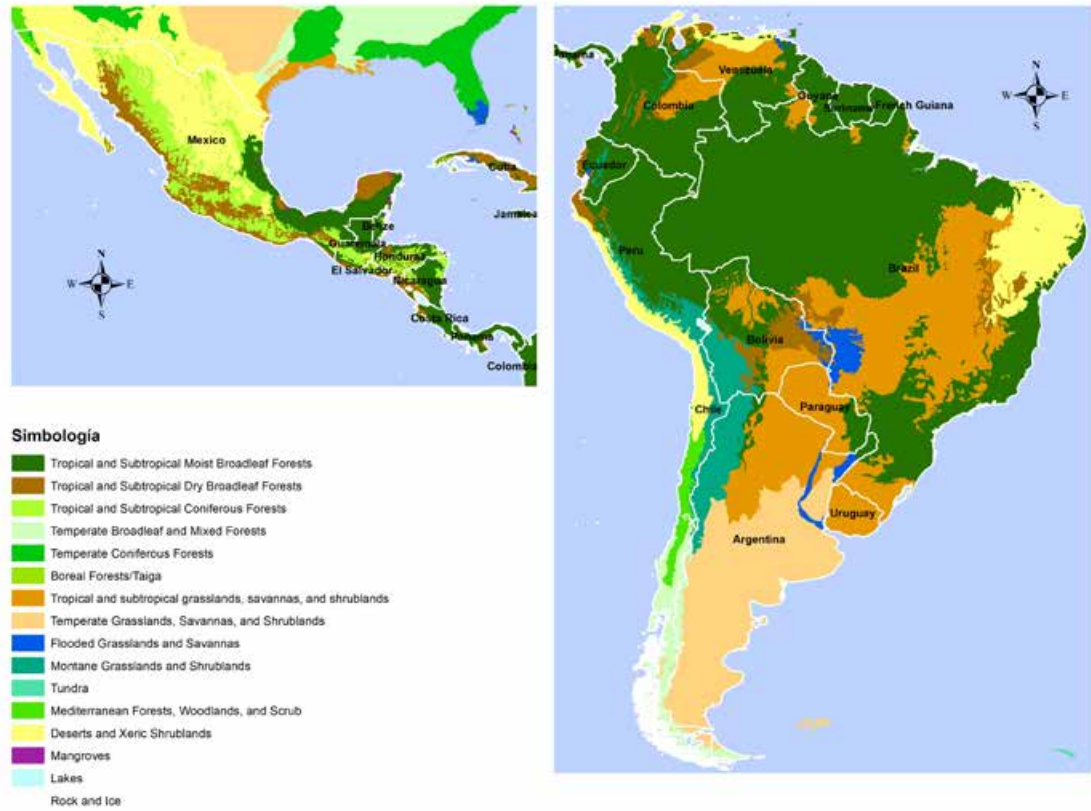 N
W E
S
Mexico
Cuba
Jamaica
Belize
Guatemala
Honduras
El Salvador
Nicaragua
Costa Rica
Panama
Colombia
N
W E
S
Panama
Venezuela
Guyana
Suriname
French Guiana
Colombia
Ecuador
Peru
Brazil
Bolivia
Paraguay
Chile
Uruguay
Argentina
Simbología
Tropical and Subtropical Moist Broadleaf Forests
Tropical and Subtropical Dry Broadleaf Forests
Tropical and Subtropical Coniferous Forests
Temperate Broadleaf and Mixed Forests
Temperate Coniferous Forests
Boreal Forests/Taiga
Tropical and subtropical grasslands, savannas, and shrublands
Temperate Grasslands, Savannas, and Shrublands
Flooded Grasslands and Savannas
Montane Grasslands and Shrublands
Tundra
Mediterranean Forests, Woodlands, and Scrub
Deserts and Xeric Shrublands
Mangroves
Lakes
Rock and Ice